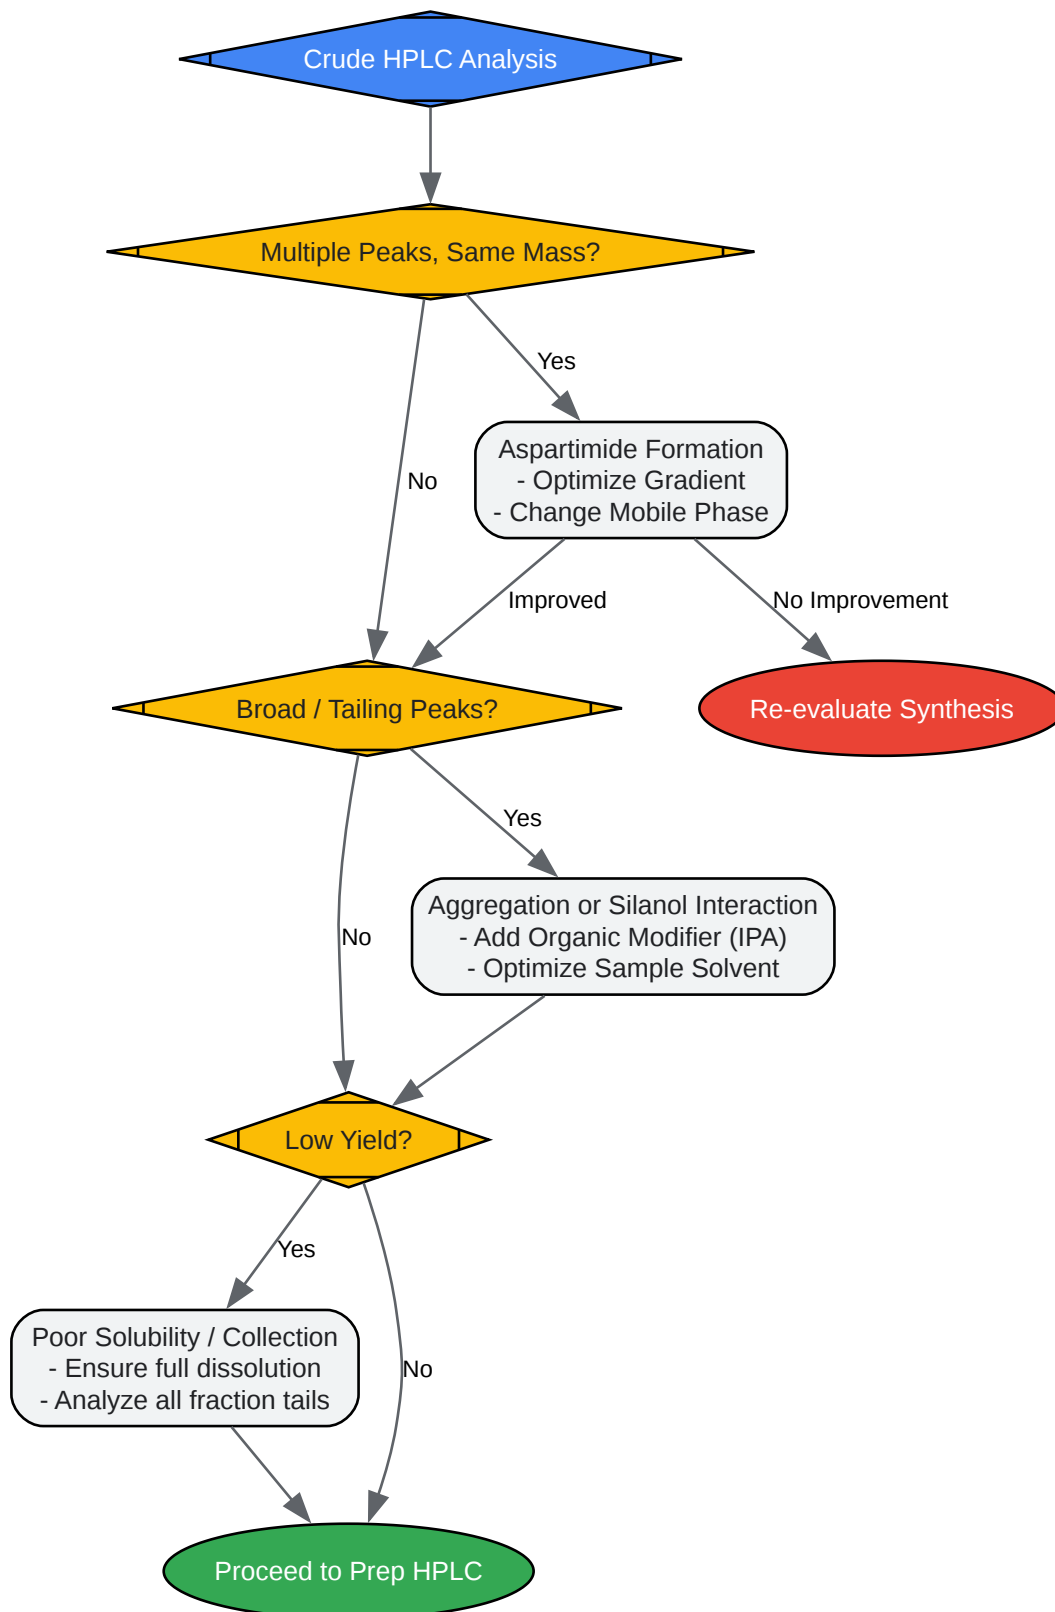 Crude HPLC Analysis
Multiple Peaks, Same Mass?
Yes
Aspartimide Formation
- Optimize Gradient
- Change Mobile Phase
No
Improved
No Improvement
Broad / Tailing Peaks?
Re-evaluate Synthesis
Yes
Aggregation or Silanol Interaction
- Add Organic Modifier (IPA)
- Optimize Sample Solvent
No
Low Yield?
Yes
Poor Solubility / Collection
- Ensure full dissolution
- Analyze all fraction tails
No
Proceed to Prep HPLC